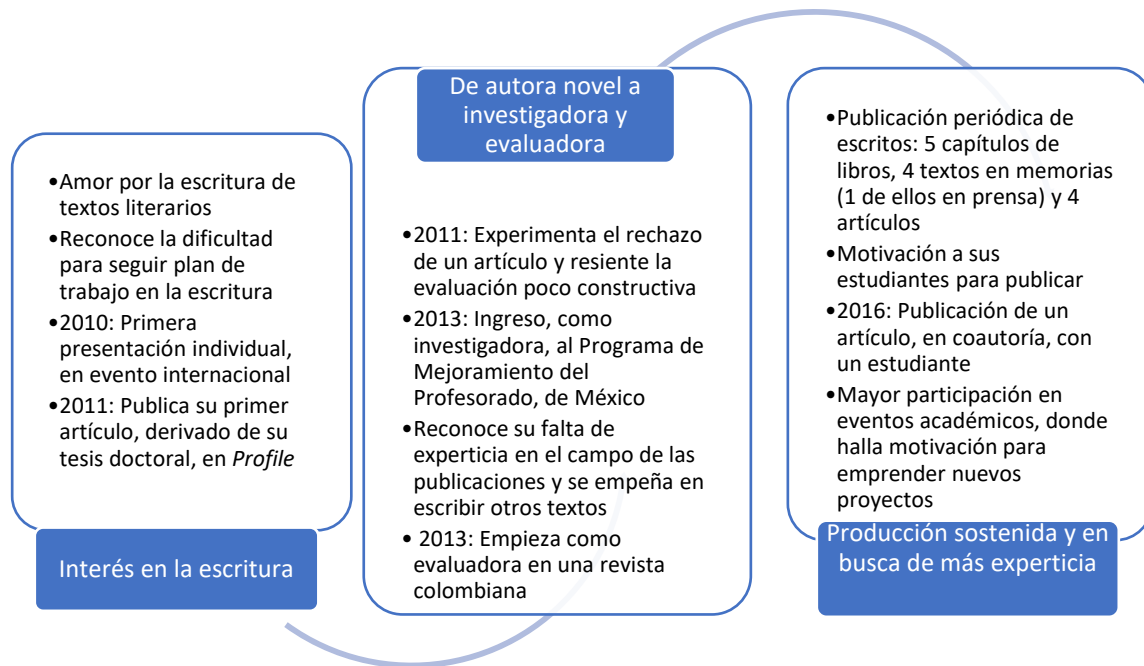 •Amor por la escritura de
textos literarios
•Reconoce la dificultad
para seguir plan de
trabajo en la escritura
•2010: Primera
presentación individual,
en evento internacional
•2011: Publica su primer
artículo, derivado de su
tesis doctoral, en Profile
Interés en la escritura
De autora novel a
investigadora y
evaluadora
•2011: Experimenta el rechazo
de un artículo y resiente la
evaluación poco constructiva
•2013: Ingreso, como
investigadora, al Programa de
Mejoramiento del
Profesorado, de México
•Reconoce su falta de
experticia en el campo de las
publicaciones y se empeña en
escribir otros textos
• 2013: Empieza como
evaluadora en una revista
colombiana
•Publicación periódica de
escritos: 5 capítulos de
libros, 4 textos en memorias
(1 de ellos en prensa) y 4
artículos
•Motivación a sus
estudiantes para publicar
•2016: Publicación de un
artículo, en coautoría, con
un estudiante
•Mayor participación en
eventos académicos, donde
halla motivación para
emprender nuevos
proyectos
Producción sostenida y en
busca de más experticia